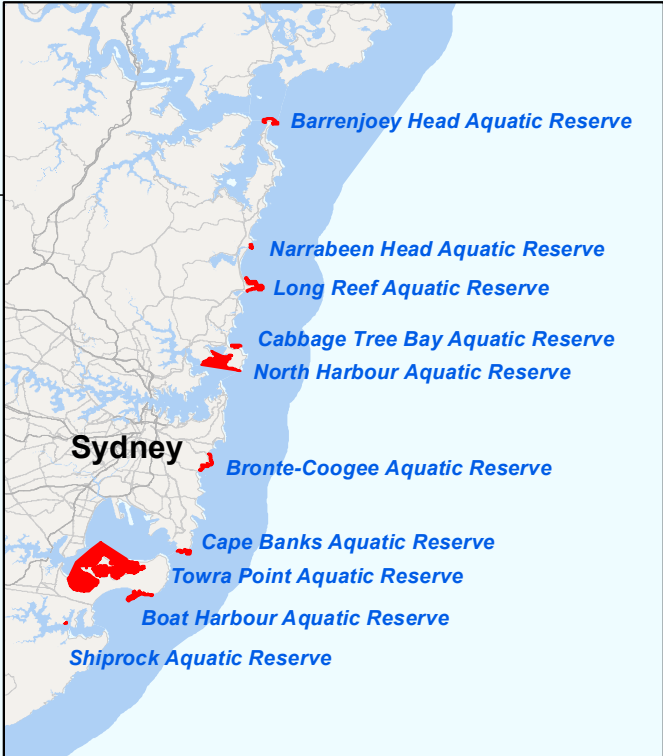 Barrenjoey Head Aquatic Reserve
Narrabeen Head Aquatic Reserve
Long Reef Aquatic Reserve
Cabbage Tree Bay Aquatic Reserve
North Harbour Aquatic Reserve
Sydney
Bronte-Coogee Aquatic Reserve
Cape Banks Aquatic Reserve
Towra Point Aquatic Reserve
Boat Harbour Aquatic Reserve
Shiprock Aquatic Reserve